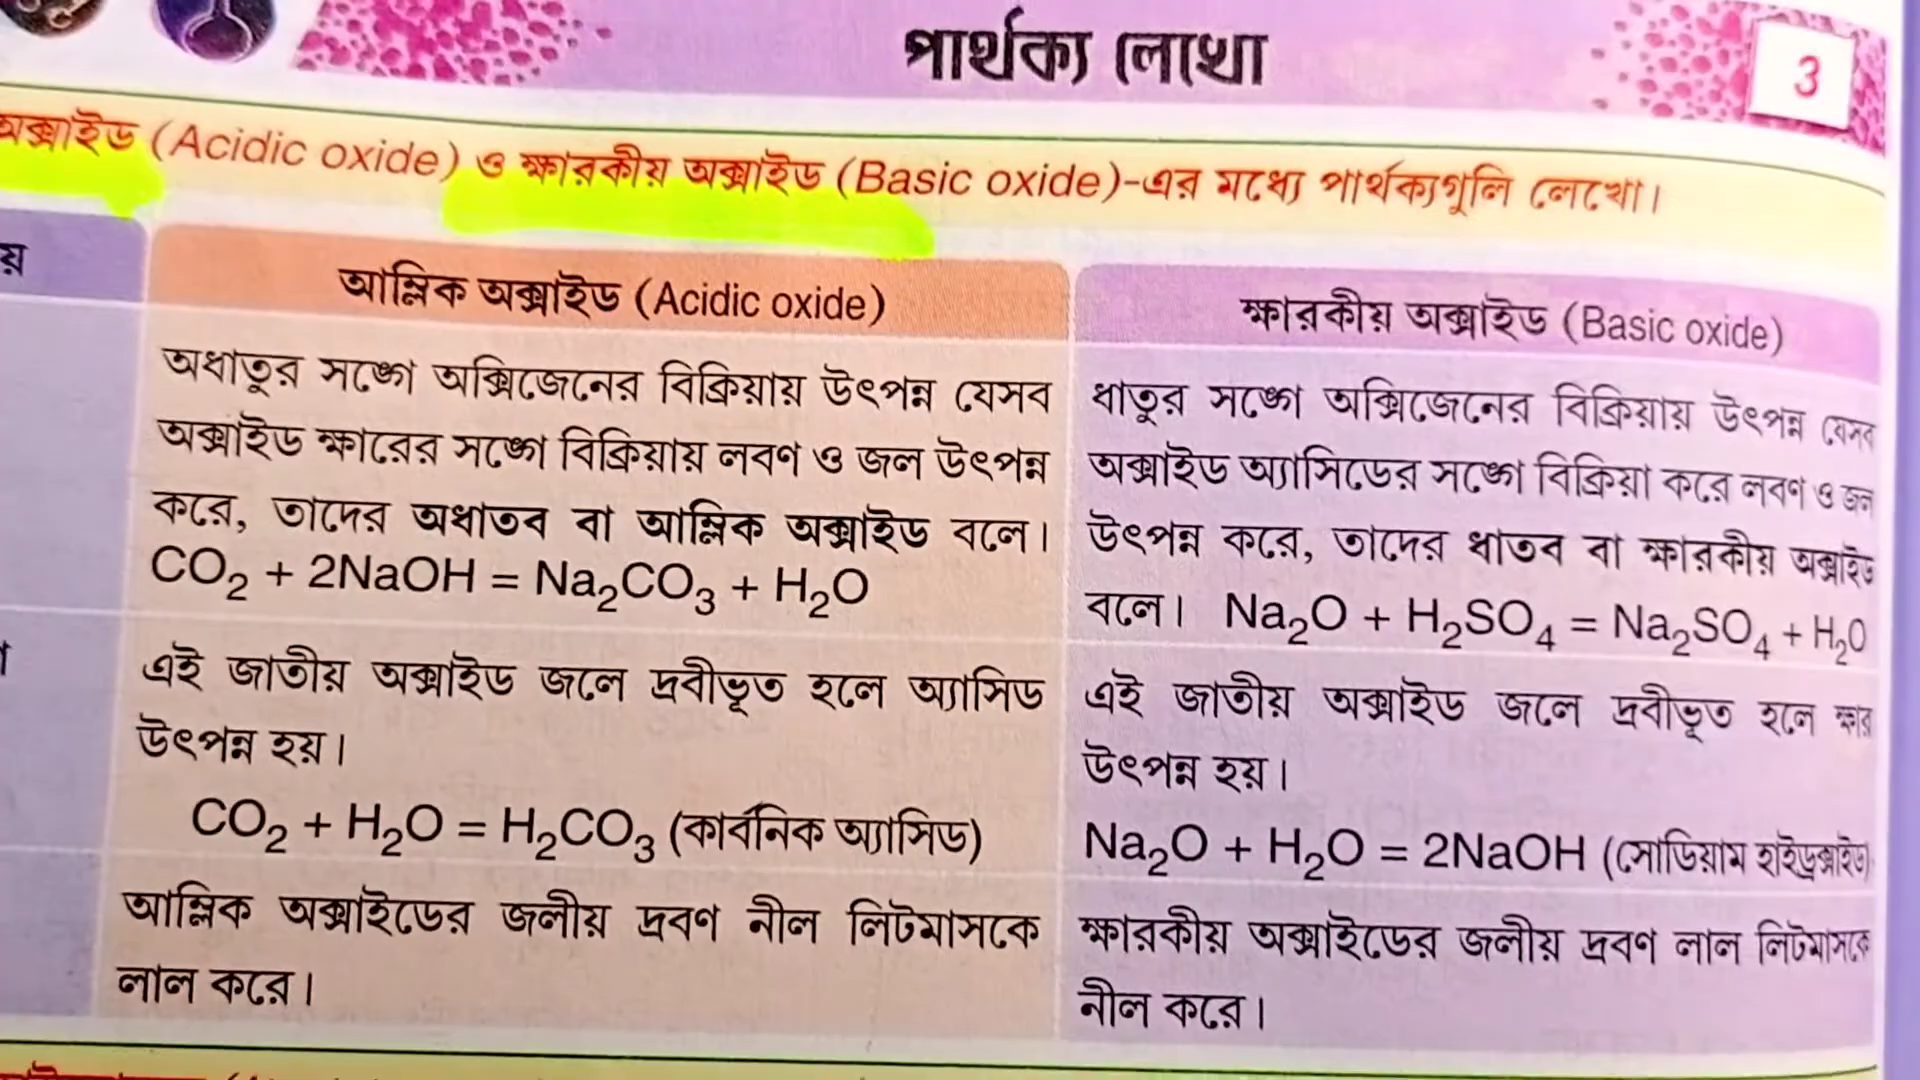 পার্থক্য লেখো
3
অক্সাইড (Acidic oxide) ও ক্ষারকীয় অক্সাইড (Basic oxide)-এর মধ্যে পার্থক্যগুলি লেখো।
আম্লিক অক্সাইড (Acidic oxide)
অধাতুর সঙ্গে অক্সিজেনের বিক্রিয়ায় উৎপন্ন যেসব
অক্সাইড ক্ষারের সঙ্গে বিক্রিয়ায় লবণ ও জল উৎপন্ন
করে, তাদের অধাতব বা আম্লিক অক্সাইড বলে।
CO₂ + 2NaOH = Na₂CO₃ + H₂O
এই জাতীয় অক্সাইড জলে দ্রবীভূত হলে অ্যাসিড
উৎপন্ন হয়।
CO₂ + H₂O = H₂CO₃ (কার্বনিক অ্যাসিড)
আম্লিক অক্সাইডের জলীয় দ্রবণ নীল লিটমাসকে
লাল করে।
ক্ষারকীয় অক্সাইড (Basic oxide)
ধাতুর সঙ্গে অক্সিজেনের বিক্রিয়ায় উৎপন্ন যেসব
অক্সাইড অ্যাসিডের সঙ্গে বিক্রিয়া করে লবণ ও জল
উৎপন্ন করে, তাদের ধাতব বা ক্ষারকীয় অক্সাইড
বলে। Na₂O + H₂SO₄ = Na₂SO₄ + H₂O
এই জাতীয় অক্সাইড জলে দ্রবীভূত হলে ক্ষার
উৎপন্ন হয়।
Na₂O + H₂O = 2NaOH (সোডিয়াম হাইড্রক্সাইড)
ক্ষারকীয় অক্সাইডের জলীয় দ্রবণ লাল লিটমাসকে
নীল করে।